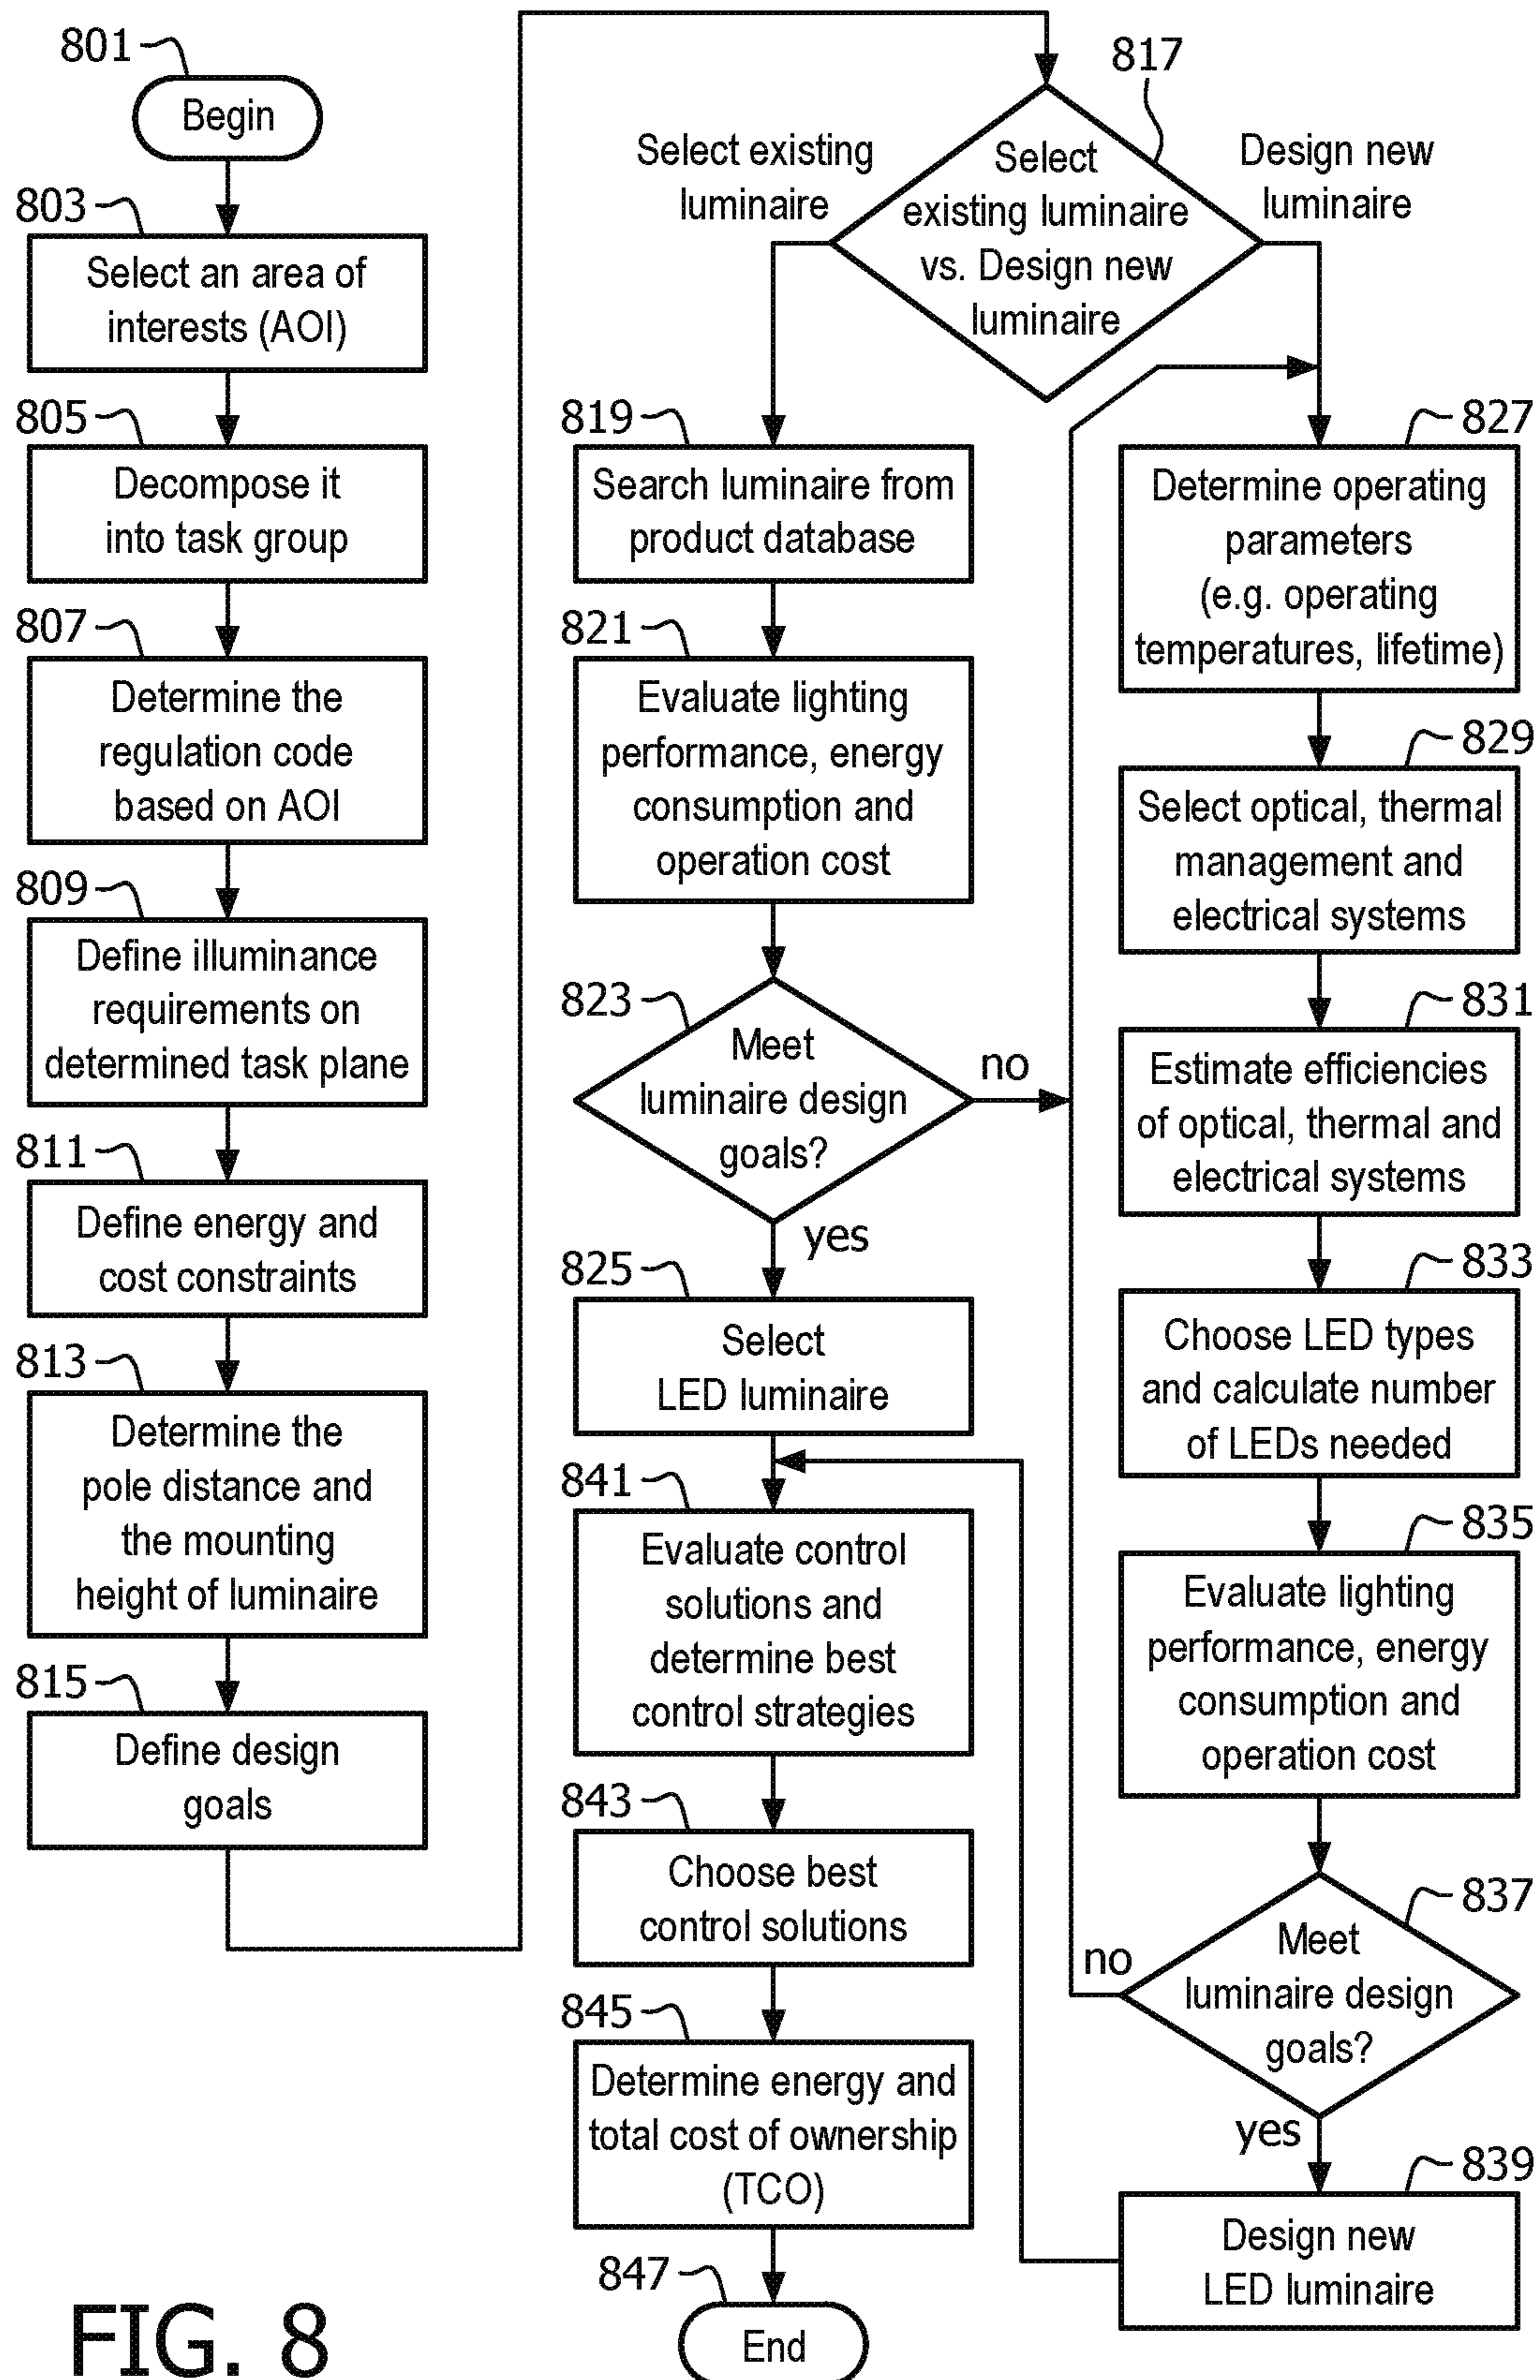 801
Begin
803
Select an area of
interests (AOI)
805
Decompose it
into task group
807
Determine the
regulation code
based on AOI
809
Define illuminance
requirements on
determined task plane
811
Define energy and
cost constraints
813
Determine the
pole distance and
the mounting
height of luminaire
815
Define design
goals
817
Select existing
luminaire
Select
existing luminaire
vs. Design new
luminaire
Design new
luminaire
819
Search luminaire from
product database
821
Evaluate lighting
performance, energy
consumption and
operation cost
823
Meet
luminaire design
goals?
no
yes
825
Select
LED luminaire
841
Evaluate control
solutions and
determine best
control strategies
843
Choose best
control solutions
845
Determine energy and
total cost of ownership
(TCO)
847
End
827
Determine operating
parameters
(e.g. operating
temperatures, lifetime)
829
Select optical, thermal
management and
electrical systems
831
Estimate efficiencies
of optical, thermal and
electrical systems
833
Choose LED types
and calculate number
of LEDs needed
835
Evaluate lighting
performance, energy
consumption and
operation cost
837
Meet
luminaire design
goals?
no
yes
839
Design new
LED luminaire
FIG. 8